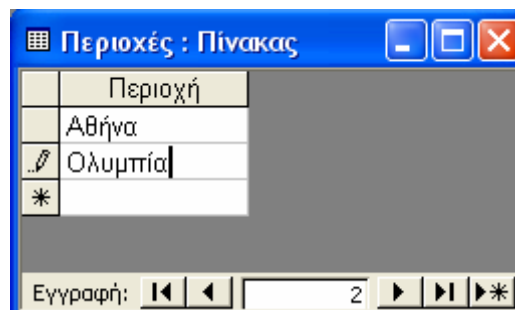 Περιοχές : Πίνακας
Περιοχή
Αθήνα
Ολυμπία
Εγγραφή: 2